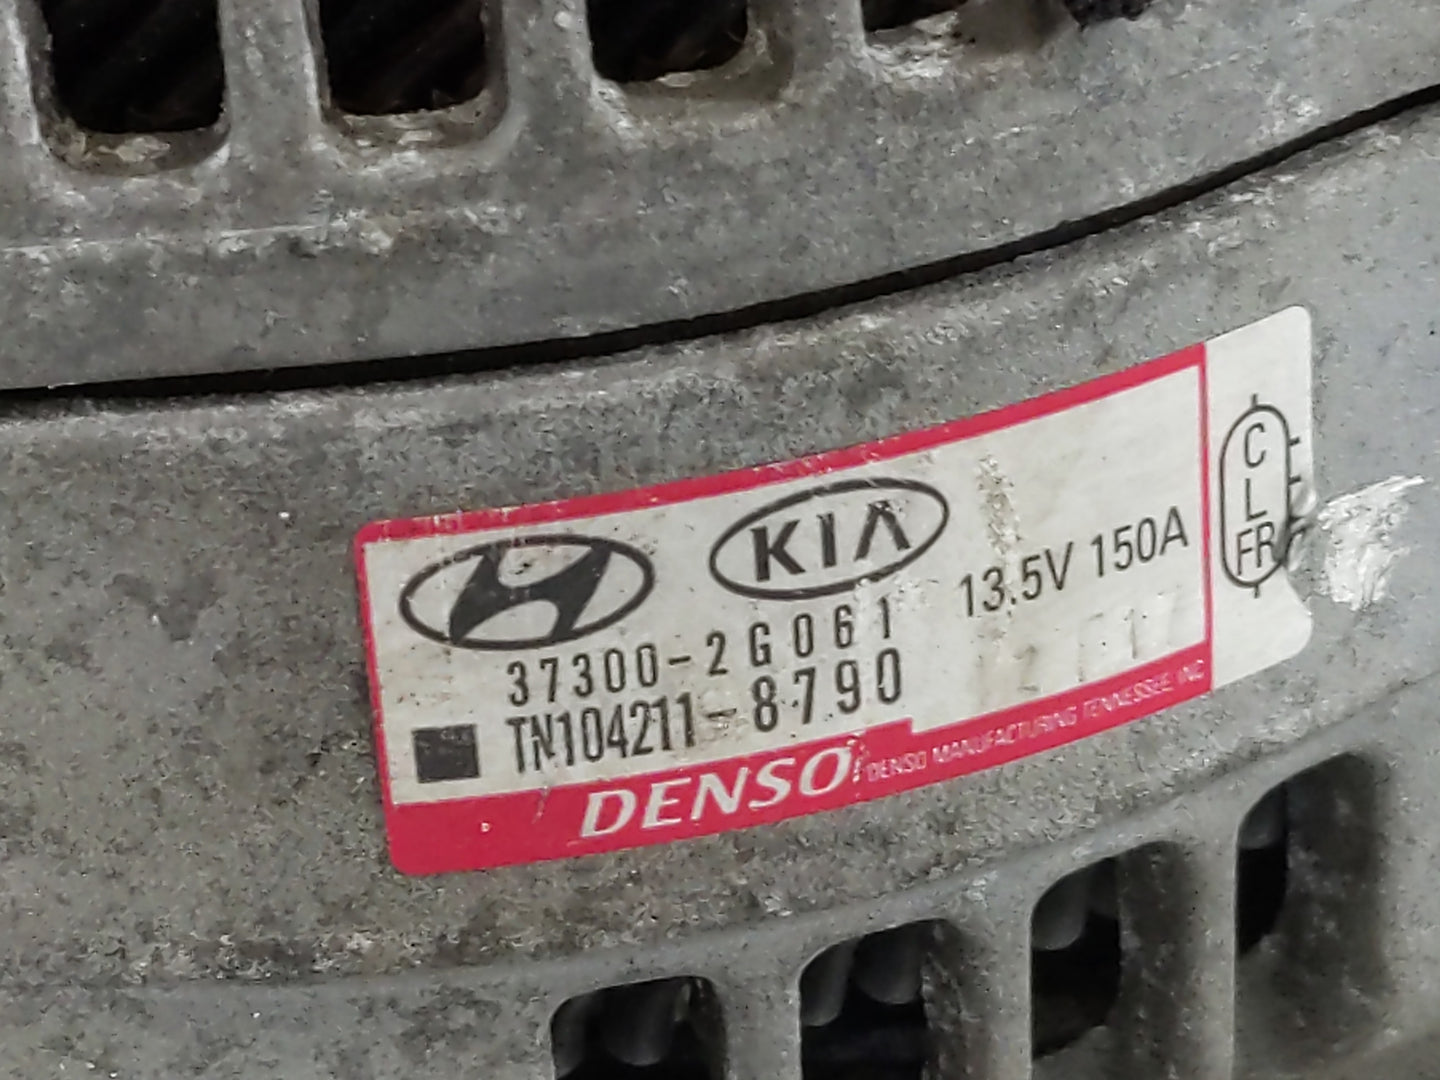 KIA
37300-2G061
13.5V 150A
TN104211-8790
DENSO
DENSO MANUFACTURING TENNESSEE INC
D
C
L
FR